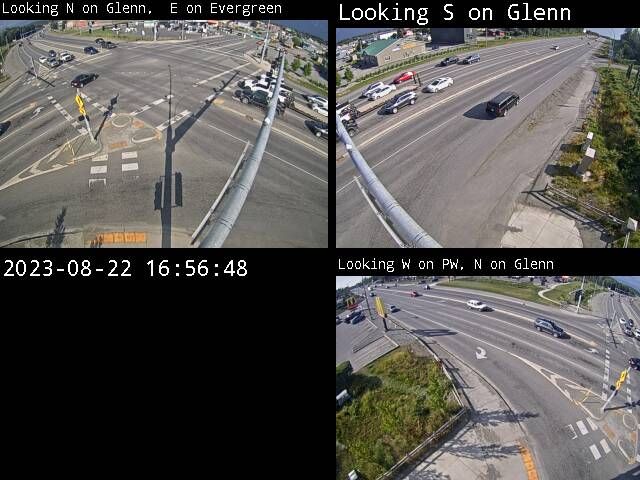 Looking N on Glenn,  E on Evergreen
Looking S on Glenn
2023-08-22 16:56:48
Looking W on PW, N on Glenn